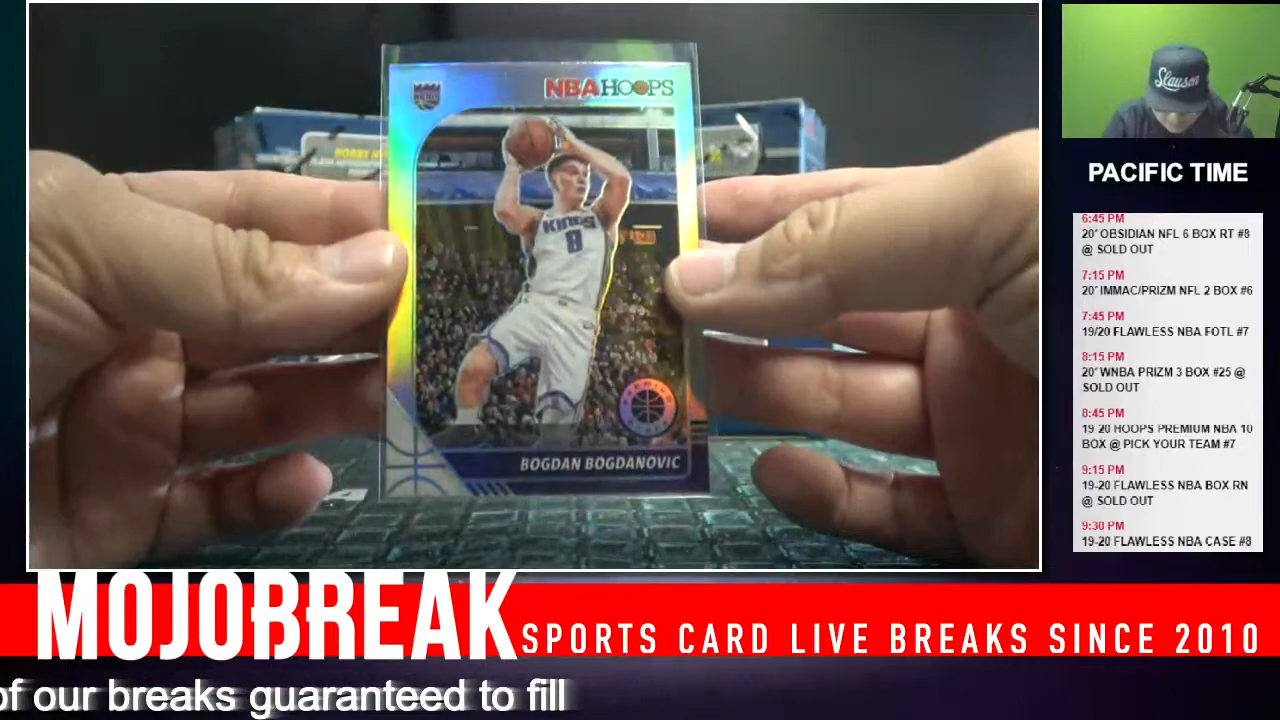 NBA HOOPS
KINGS
8
BOGDAN BOGDANOVIC
Slauson
PACIFIC TIME
6:45 PM
20' OBSIDIAN NFL 6 BOX RT #8
@ SOLD OUT
7:15 PM
20' IMMAC/PRIZM NFL 2 BOX #6
7:45 PM
19/20 FLAWLESS NBA FOTL #7
8:15 PM
20' WNBA PRIZM 3 BOX #25 @
SOLD OUT
8:45 PM
19-20 HOOPS PREMIUM NBA 10
BOX @ PICK YOUR TEAM #7
9:15 PM
19-20 FLAWLESS NBA BOX RN
@ SOLD OUT
9:30 PM
19-20 FLAWLESS NBA CASE #8
MOJOBREAK
SPORTS CARD LIVE BREAKS SINCE 2010
of our breaks guaranteed to fill